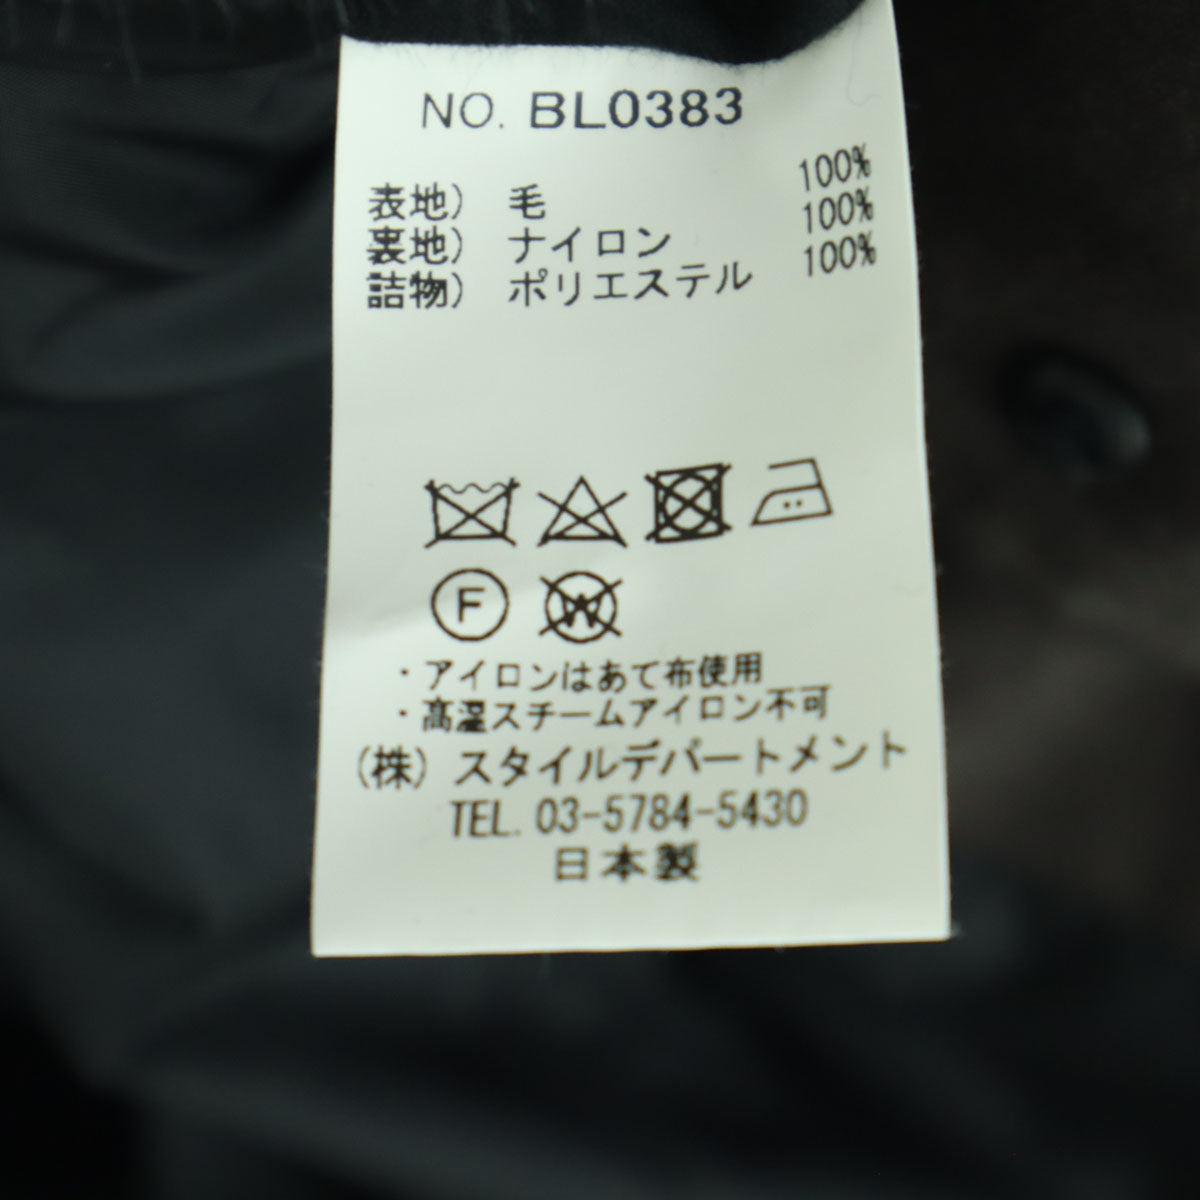 NO. BL0383
表地) 毛 100%
裏地) ナイロン 100%
詰物) ポリエステル 100%
F W
・アイロンはあて布使用
・高温スチームアイロン不可
(株) スタイルデパートメント
TEL. 03-5784-5430
日本製